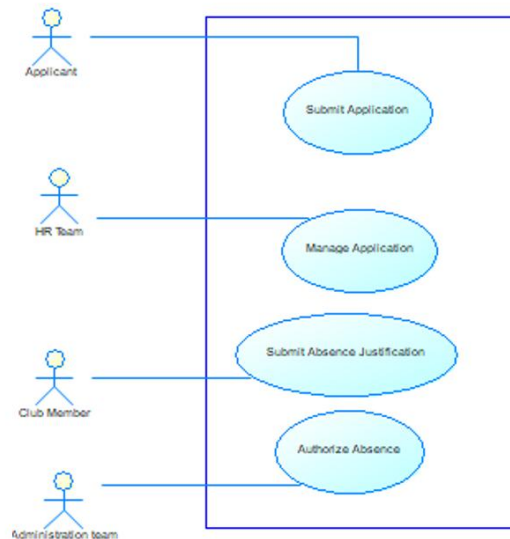 Applicant
Submit Application
HR Team
Manage Application
Submit Absence Justification
Club Member
Authorize Absence
Administration team